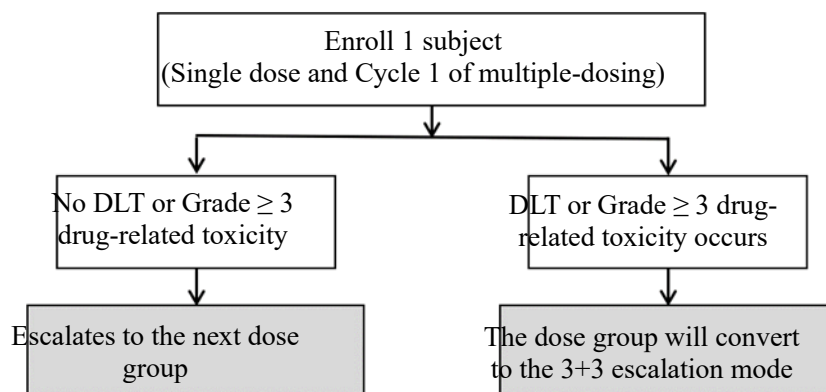 Enroll 1 subject
(Single dose and Cycle 1 of multiple-dosing)
No DLT or Grade ≥ 3
drug-related toxicity
DLT or Grade ≥ 3 drug-
related toxicity occurs
Escalates to the next dose
group
The dose group will convert
to the 3+3 escalation mode